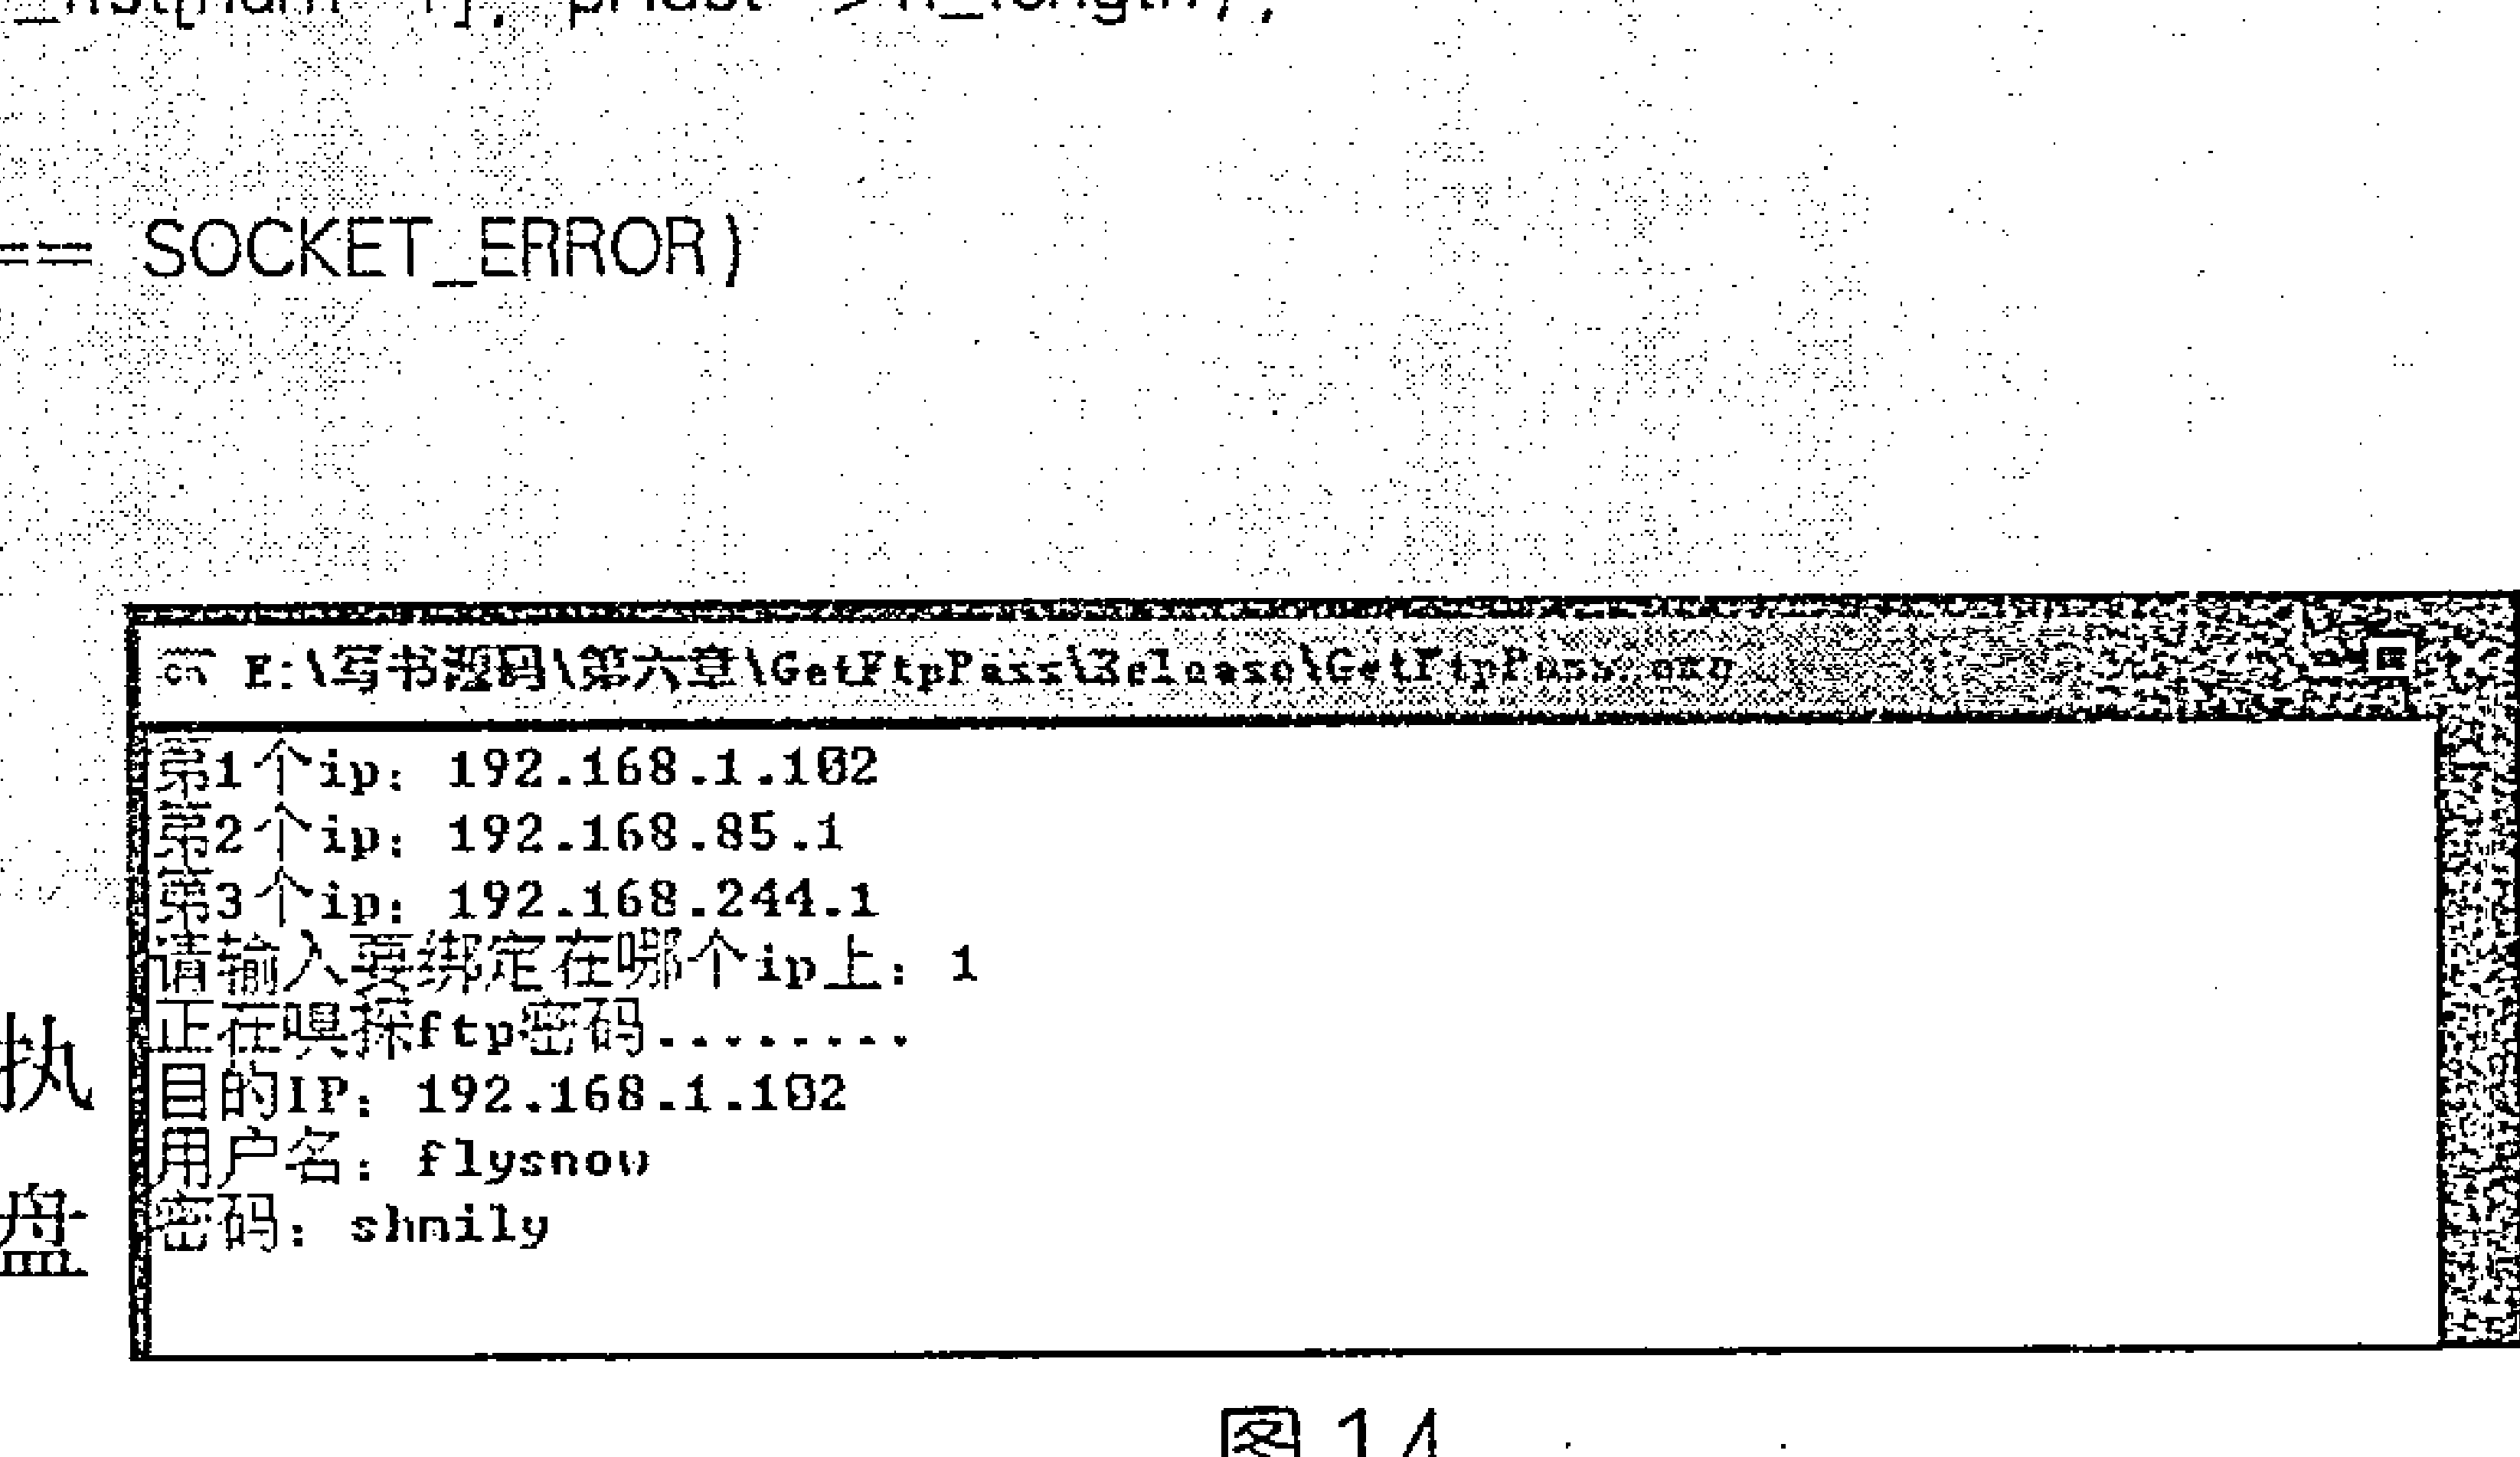 == SOCKET_ERROR)
E:\写书源码\第六章\GetFtpPass\Release\GetFtpPass.exe
第1个ip: 192.168.1.102
第2个ip: 192.168.85.1
第3个ip: 192.168.244.1
请输入要绑定在哪个ip上: 1
正在嗅探ftp密码........
目的IP: 192.168.1.102
用户名: flysnow
密码: shmily
执
盘
图14